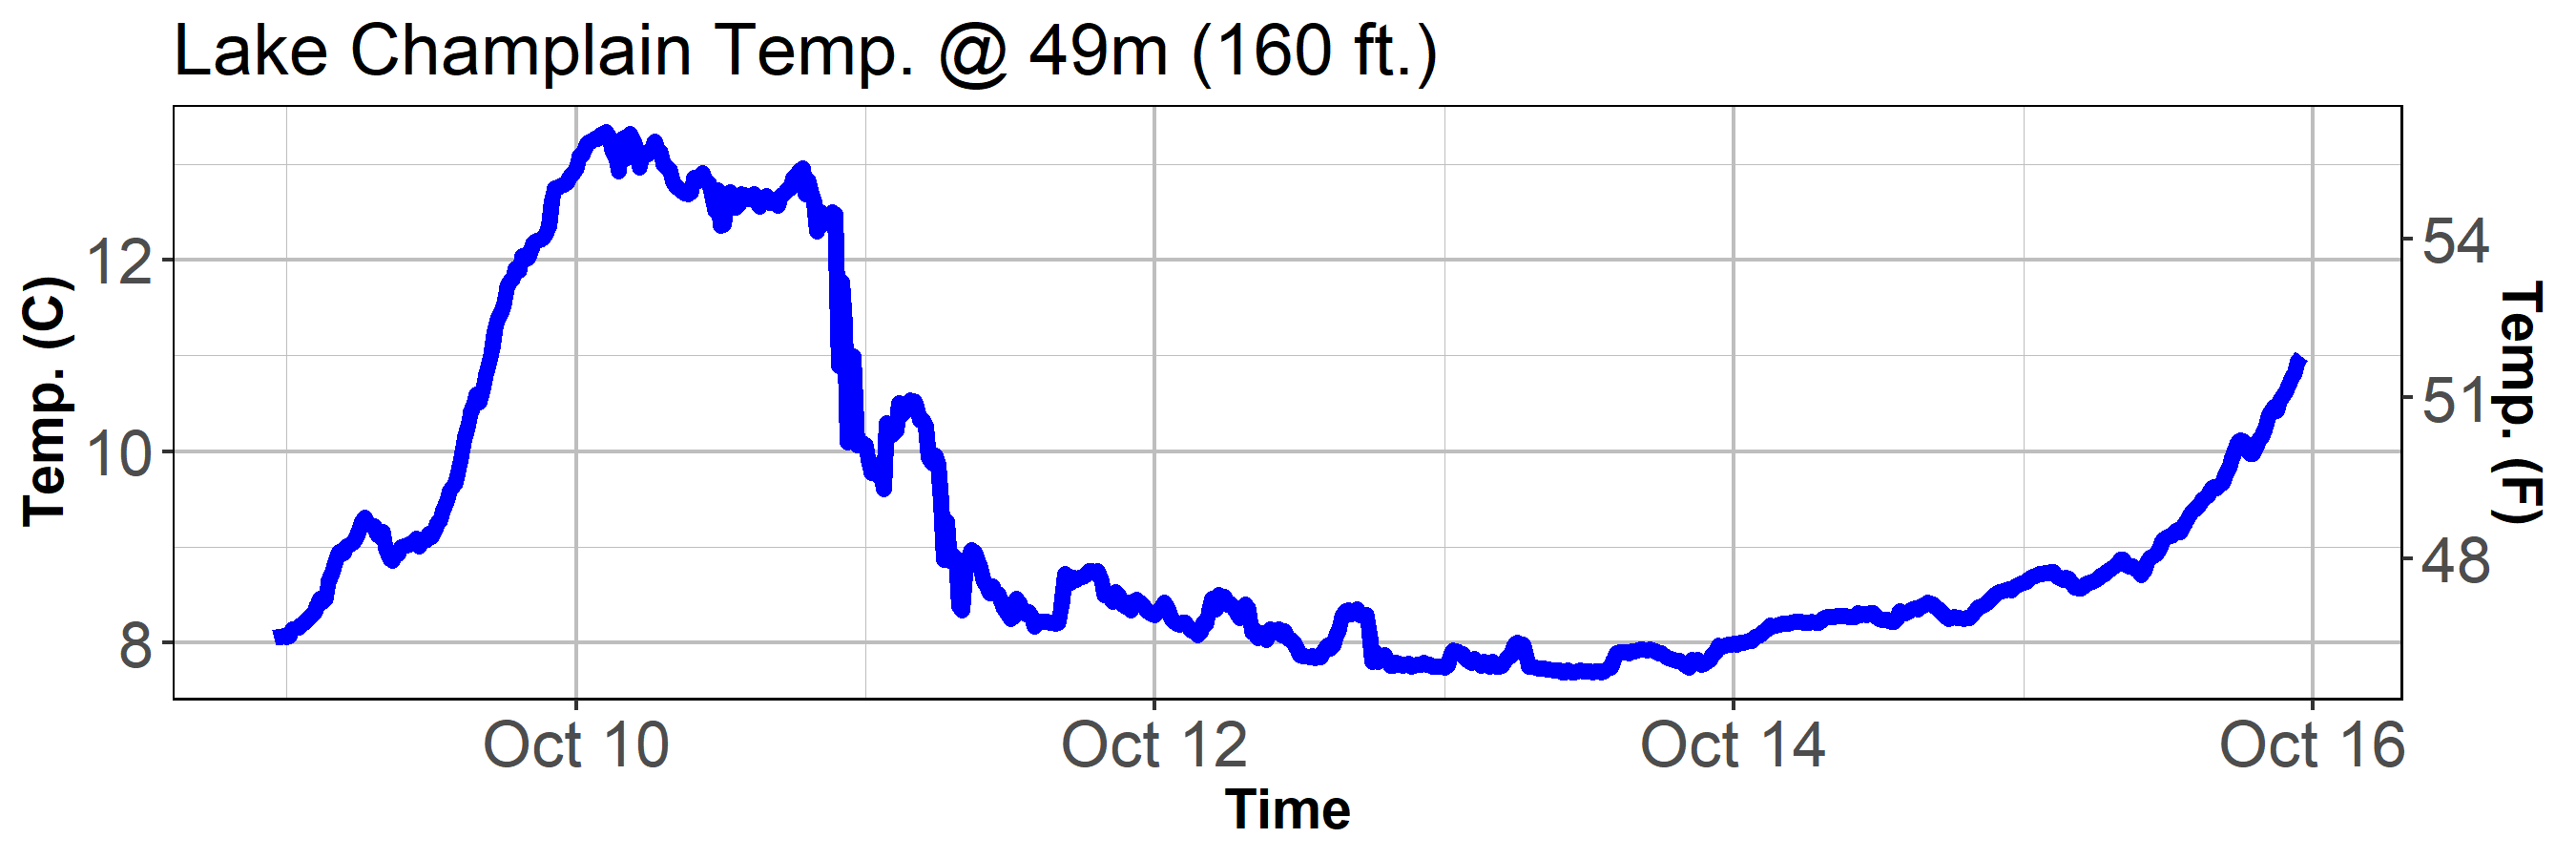 Lake Champlain Temp. @ 49m (160 ft.)
Temp. (C)
12
10
8
54
51
48
Temp. (F)
Oct 10
Oct 12
Oct 14
Oct 16
Time